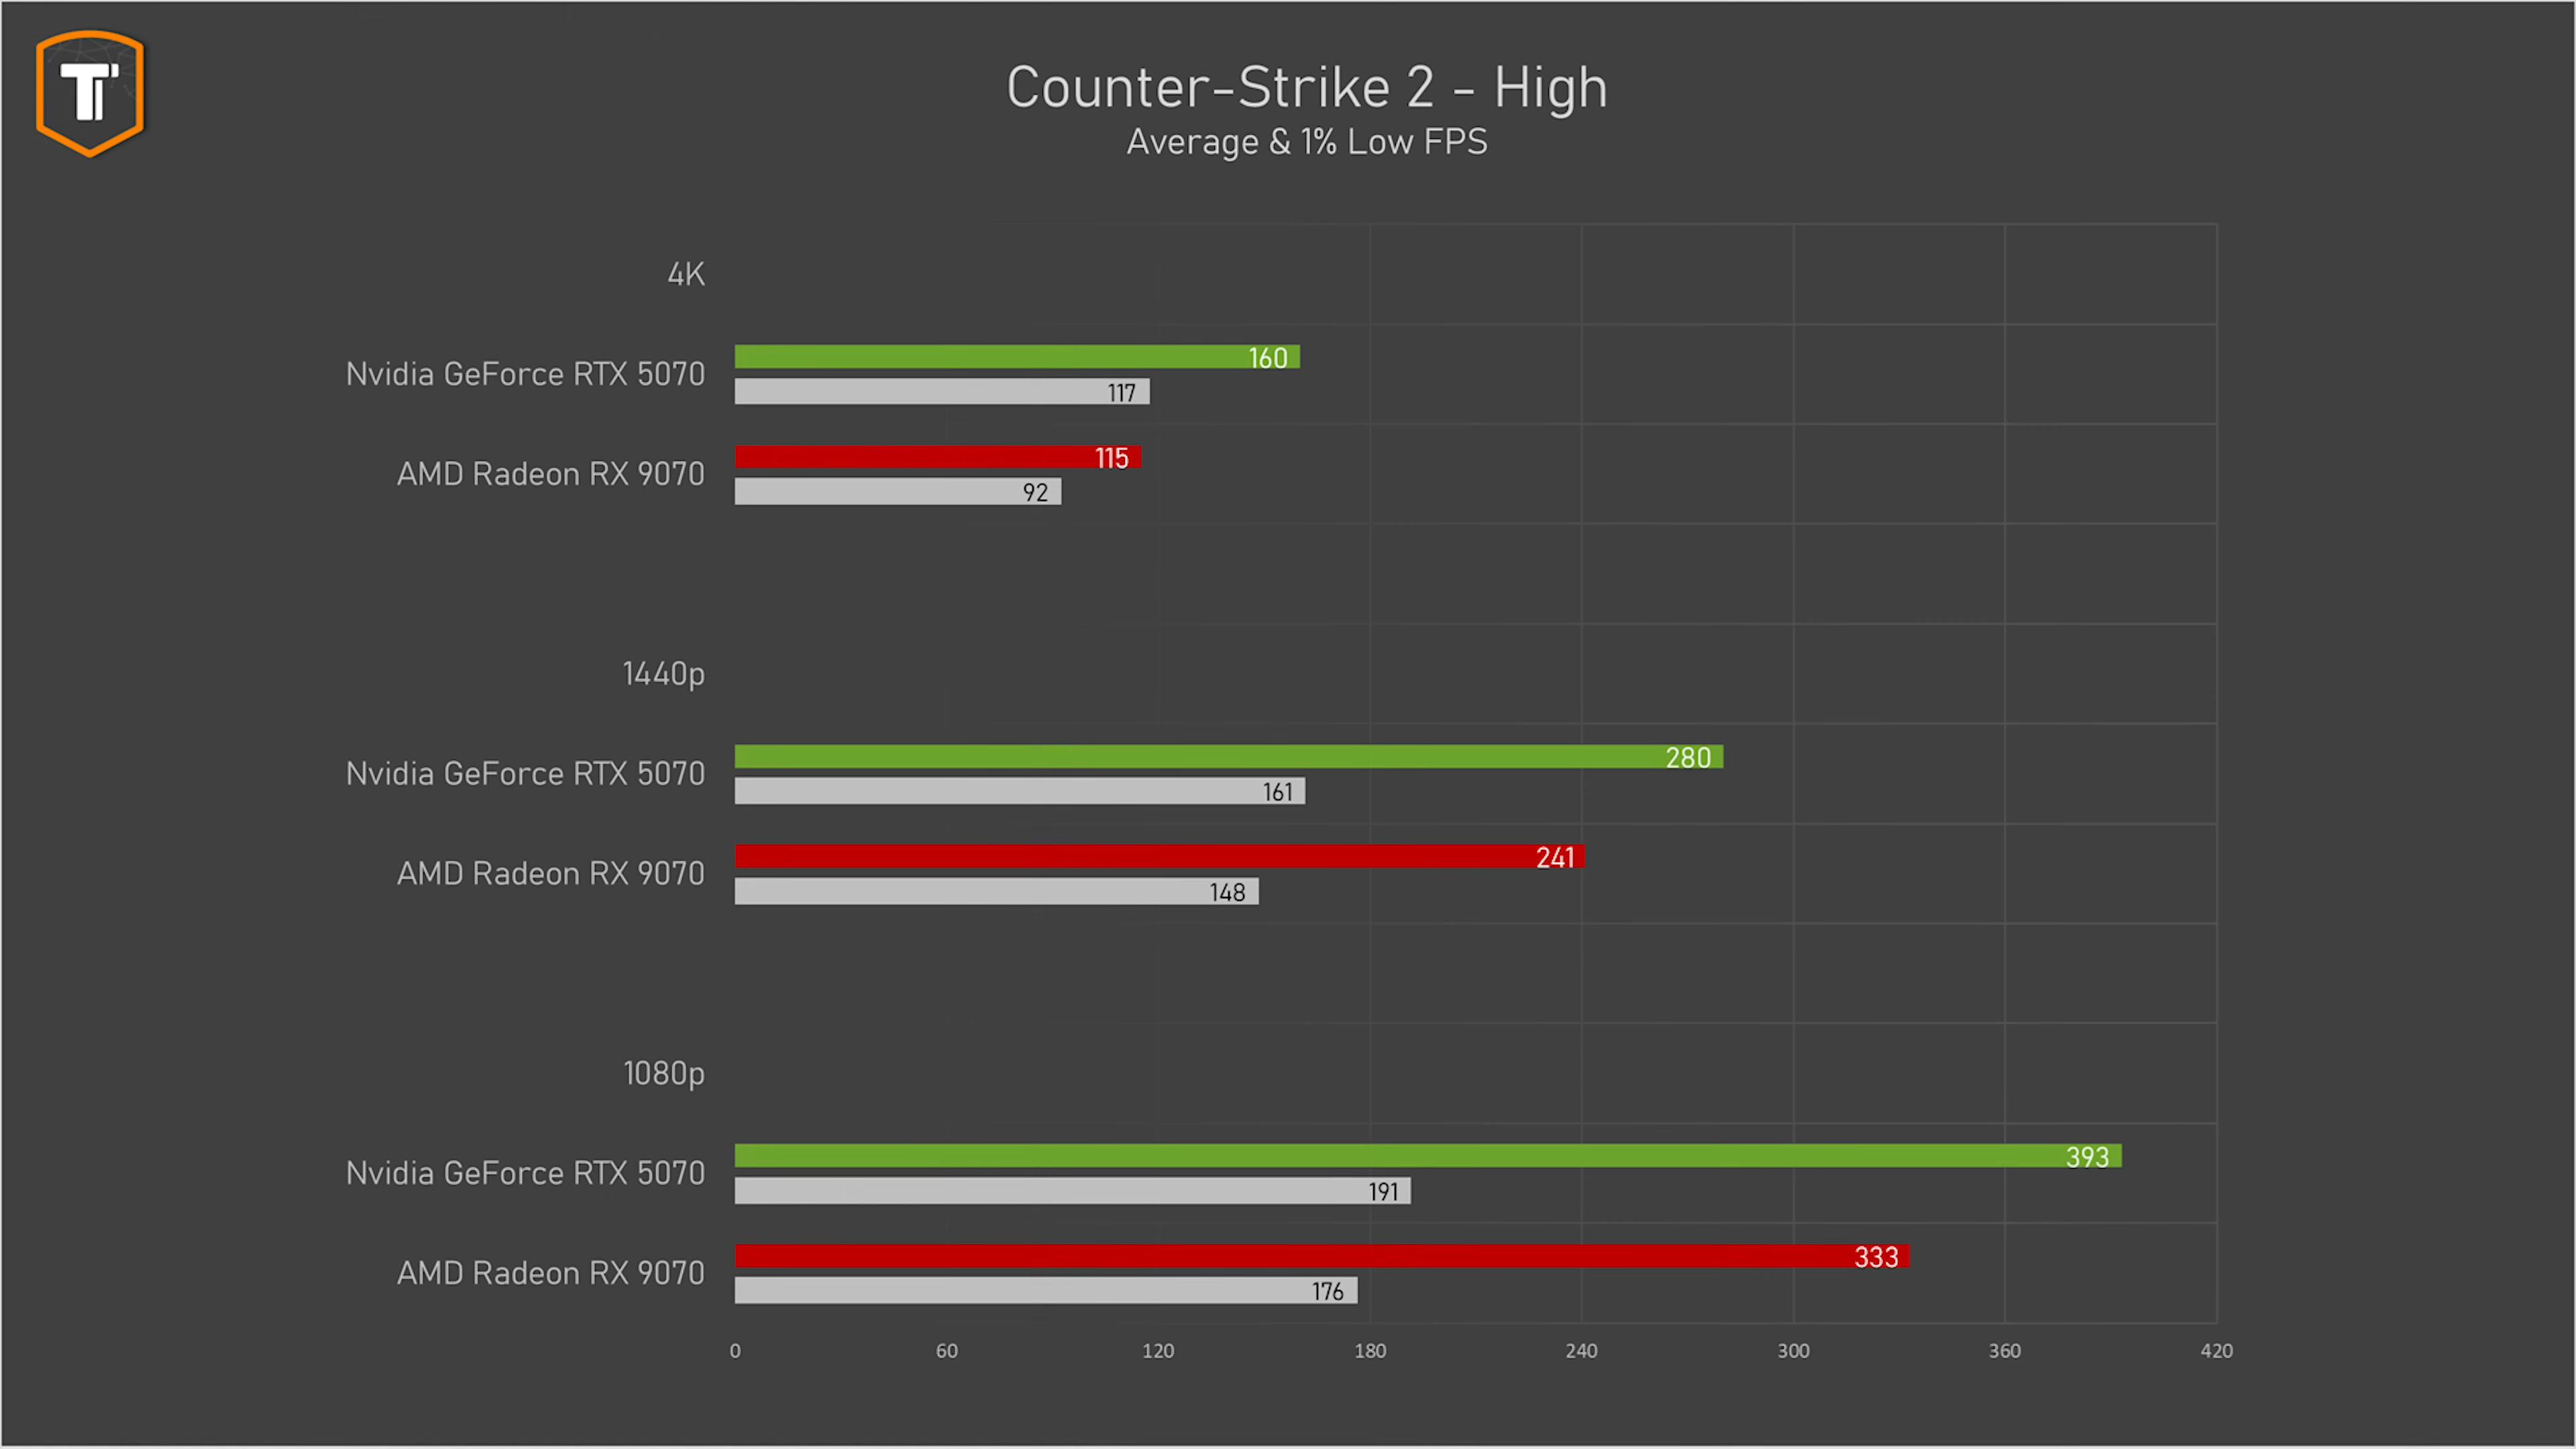 T
Counter-Strike 2 - High
Average & 1% Low FPS
4K
Nvidia GeForce RTX 5070
160
117
AMD Radeon RX 9070
115
92
1440p
Nvidia GeForce RTX 5070
280
161
AMD Radeon RX 9070
241
148
1080p
Nvidia GeForce RTX 5070
393
191
AMD Radeon RX 9070
333
176
0 60 120 180 240 300 360 420